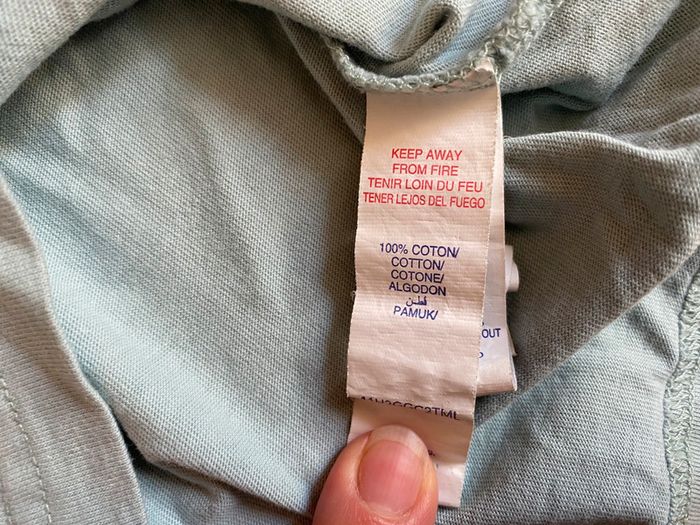 KEEP AWAY
FROM FIRE
TENIR LOIN DU FEU
TENER LEJOS DEL FUEGO
100% COTON/
COTTON/
COTONE/
ALGODON
قطن
PAMUK/
OUT